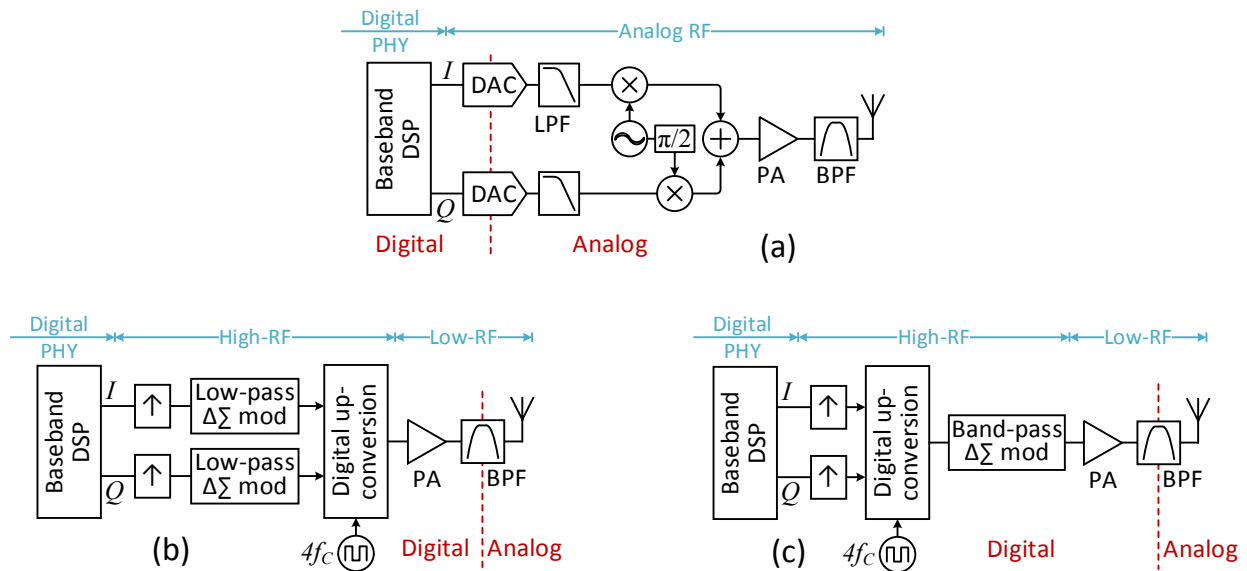 Digital
PHY
Analog RF
Baseband
DSP
I
DAC
LPF
π/2
PA
BPF
Q
DAC
Digital
Analog
(a)
Digital
PHY
High-RF
Low-RF
Baseband
DSP
I
↑
Low-pass
ΔΣ mod
Q
↑
Low-pass
ΔΣ mod
Digital up-
conversion
PA
BPF
4fC
Digital
Analog
(b)
Digital
PHY
High-RF
Low-RF
Baseband
DSP
I
↑
Q
↑
Digital up-
conversion
Band-pass
ΔΣ mod
PA
BPF
4fC
Digital
Analog
(c)